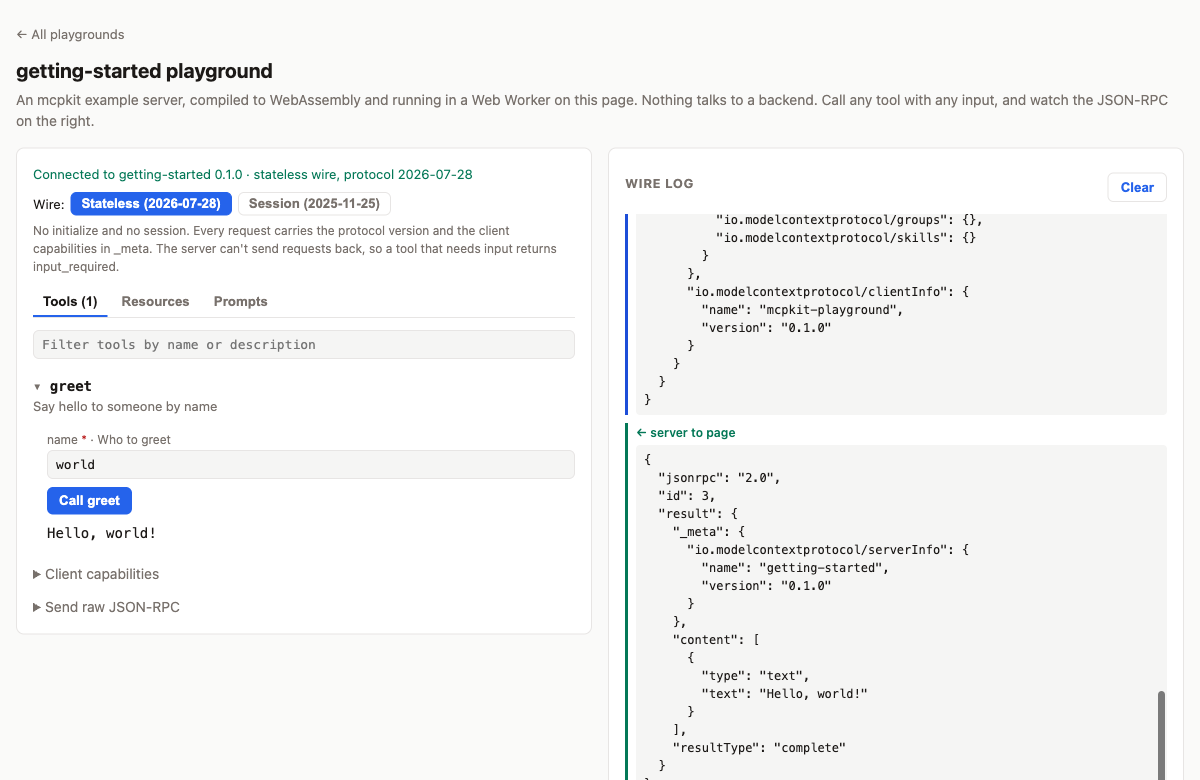 ← All playgrounds
getting-started playground
An mcpkit example server, compiled to WebAssembly and running in a Web Worker on this page. Nothing talks to a backend. Call any tool with any input, and watch the JSON-RPC
on the right.
Connected to getting-started 0.1.0 · stateless wire, protocol 2026-07-28
Wire: Stateless (2026-07-28) Session (2025-11-25)
No initialize and no session. Every request carries the protocol version and the client
capabilities in _meta. The server can't send requests back, so a tool that needs input returns
input_required.
Tools (1) Resources Prompts
Filter tools by name or description
▼ greet
Say hello to someone by name
name * · Who to greet
world
Call greet
Hello, world!
▶ Client capabilities
▶ Send raw JSON-RPC
WIRE LOG
Clear
"io.modelcontextprotocol/groups": {},
"io.modelcontextprotocol/skills": {}
}
},
"io.modelcontextprotocol/clientInfo": {
"name": "mcpkit-playground",
"version": "0.1.0"
}
}
}
}
← server to page
{
"jsonrpc": "2.0",
"id": 3,
"result": {
"_meta": {
"io.modelcontextprotocol/serverInfo": {
"name": "getting-started",
"version": "0.1.0"
}
},
"content": [
{
"type": "text",
"text": "Hello, world!"
}
],
"resultType": "complete"
}